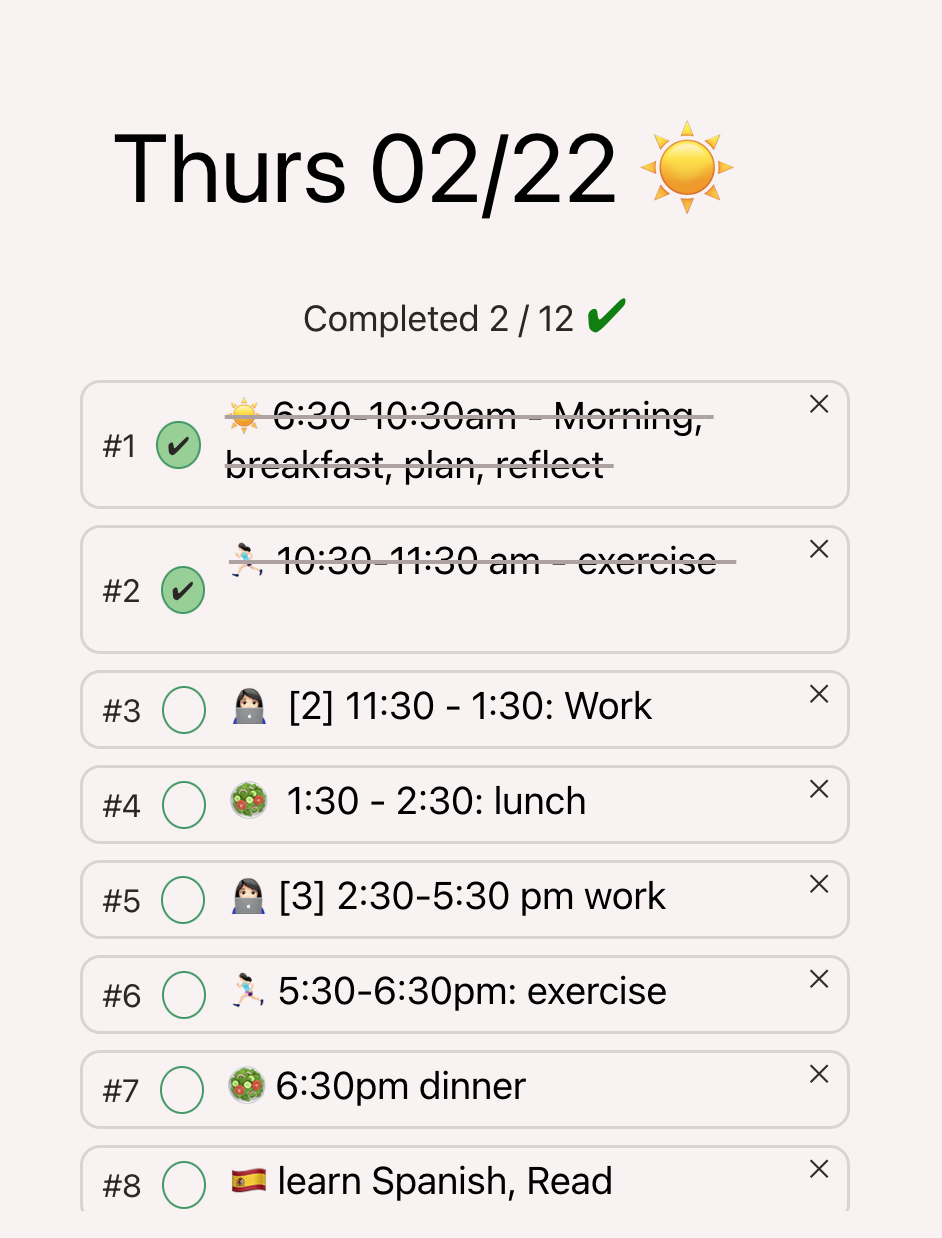 Thurs 02/22 ☀️
Completed 2 / 12 ✔
#1 ✔ ☀️ 6:30-10:30am - Morning,
breakfast, plan, reflect
#2 ✔ 🏃🏻‍♀️ 10:30-11:30 am - exercise
#3 👩🏻‍💻 [2] 11:30 - 1:30: Work
#4 🥗 1:30 - 2:30: lunch
#5 👩🏻‍💻 [3] 2:30-5:30 pm work
#6 🏃🏻‍♀️ 5:30-6:30pm: exercise
#7 🥗 6:30pm dinner
#8 🇪🇸 learn Spanish, Read